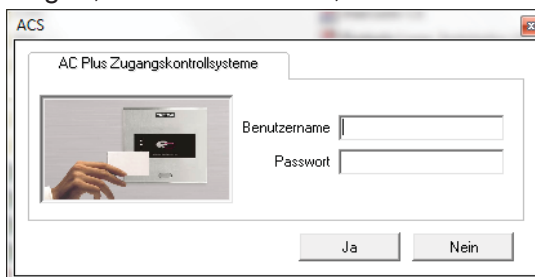 ACS
AC Plus Zugangskontrollsysteme
Benutzername
Passwort
Ja
Nein